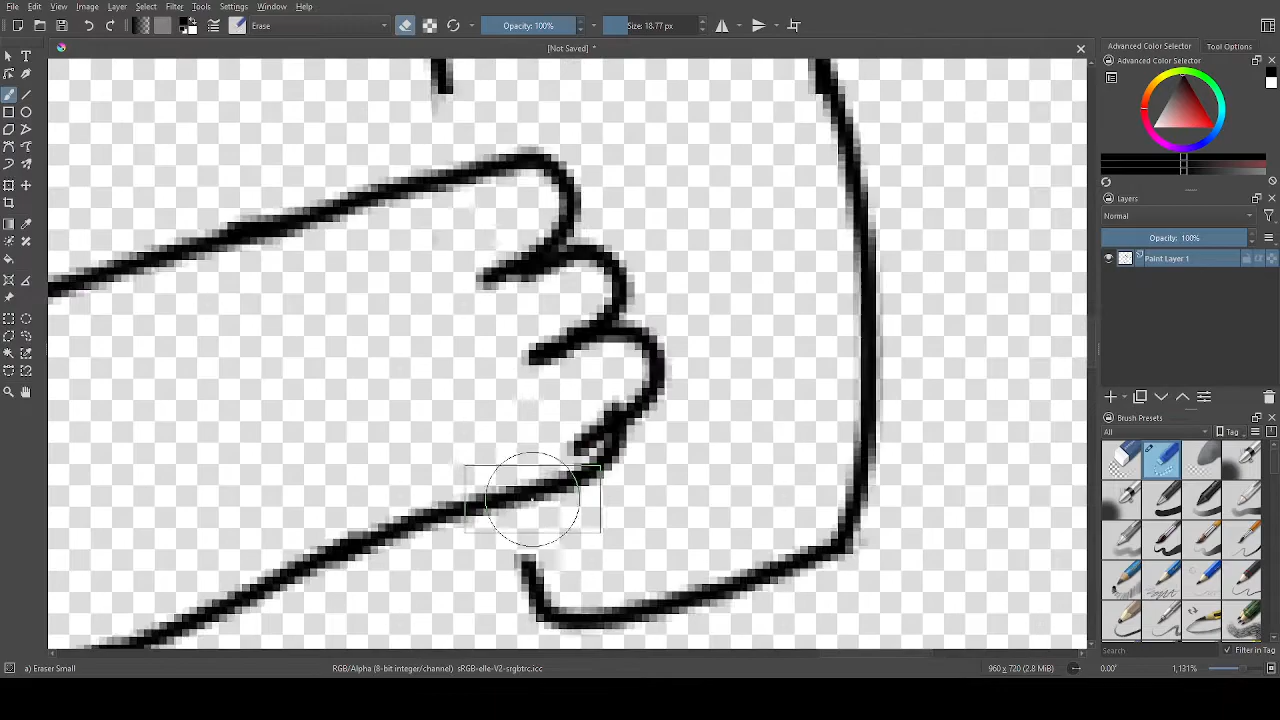 File Edit View Image Layer Select Filter Tools Settings Window Help
Erase Opacity: 100% Size: 18.77 px
[Not Saved] *
Advanced Color Selector Tool Options
Advanced Color Selector
Layers
Normal
Opacity: 100%
Paint Layer 1
Brush Presets
All Tag
Search Filter in Tag
a) Eraser Small RGB/Alpha (8-bit integer/channel) sRGB-elle-V2-srgbtrc.icc 960 x 720 (2.8 MiB) 0.00° 1,131%